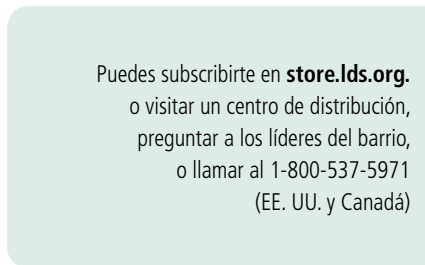 Puedes subscribirte en store.lds.org.
o visitar un centro de distribución,
preguntar a los líderes del barrio,
o llamar al 1-800-537-5971
(EE. UU. y Canadá)